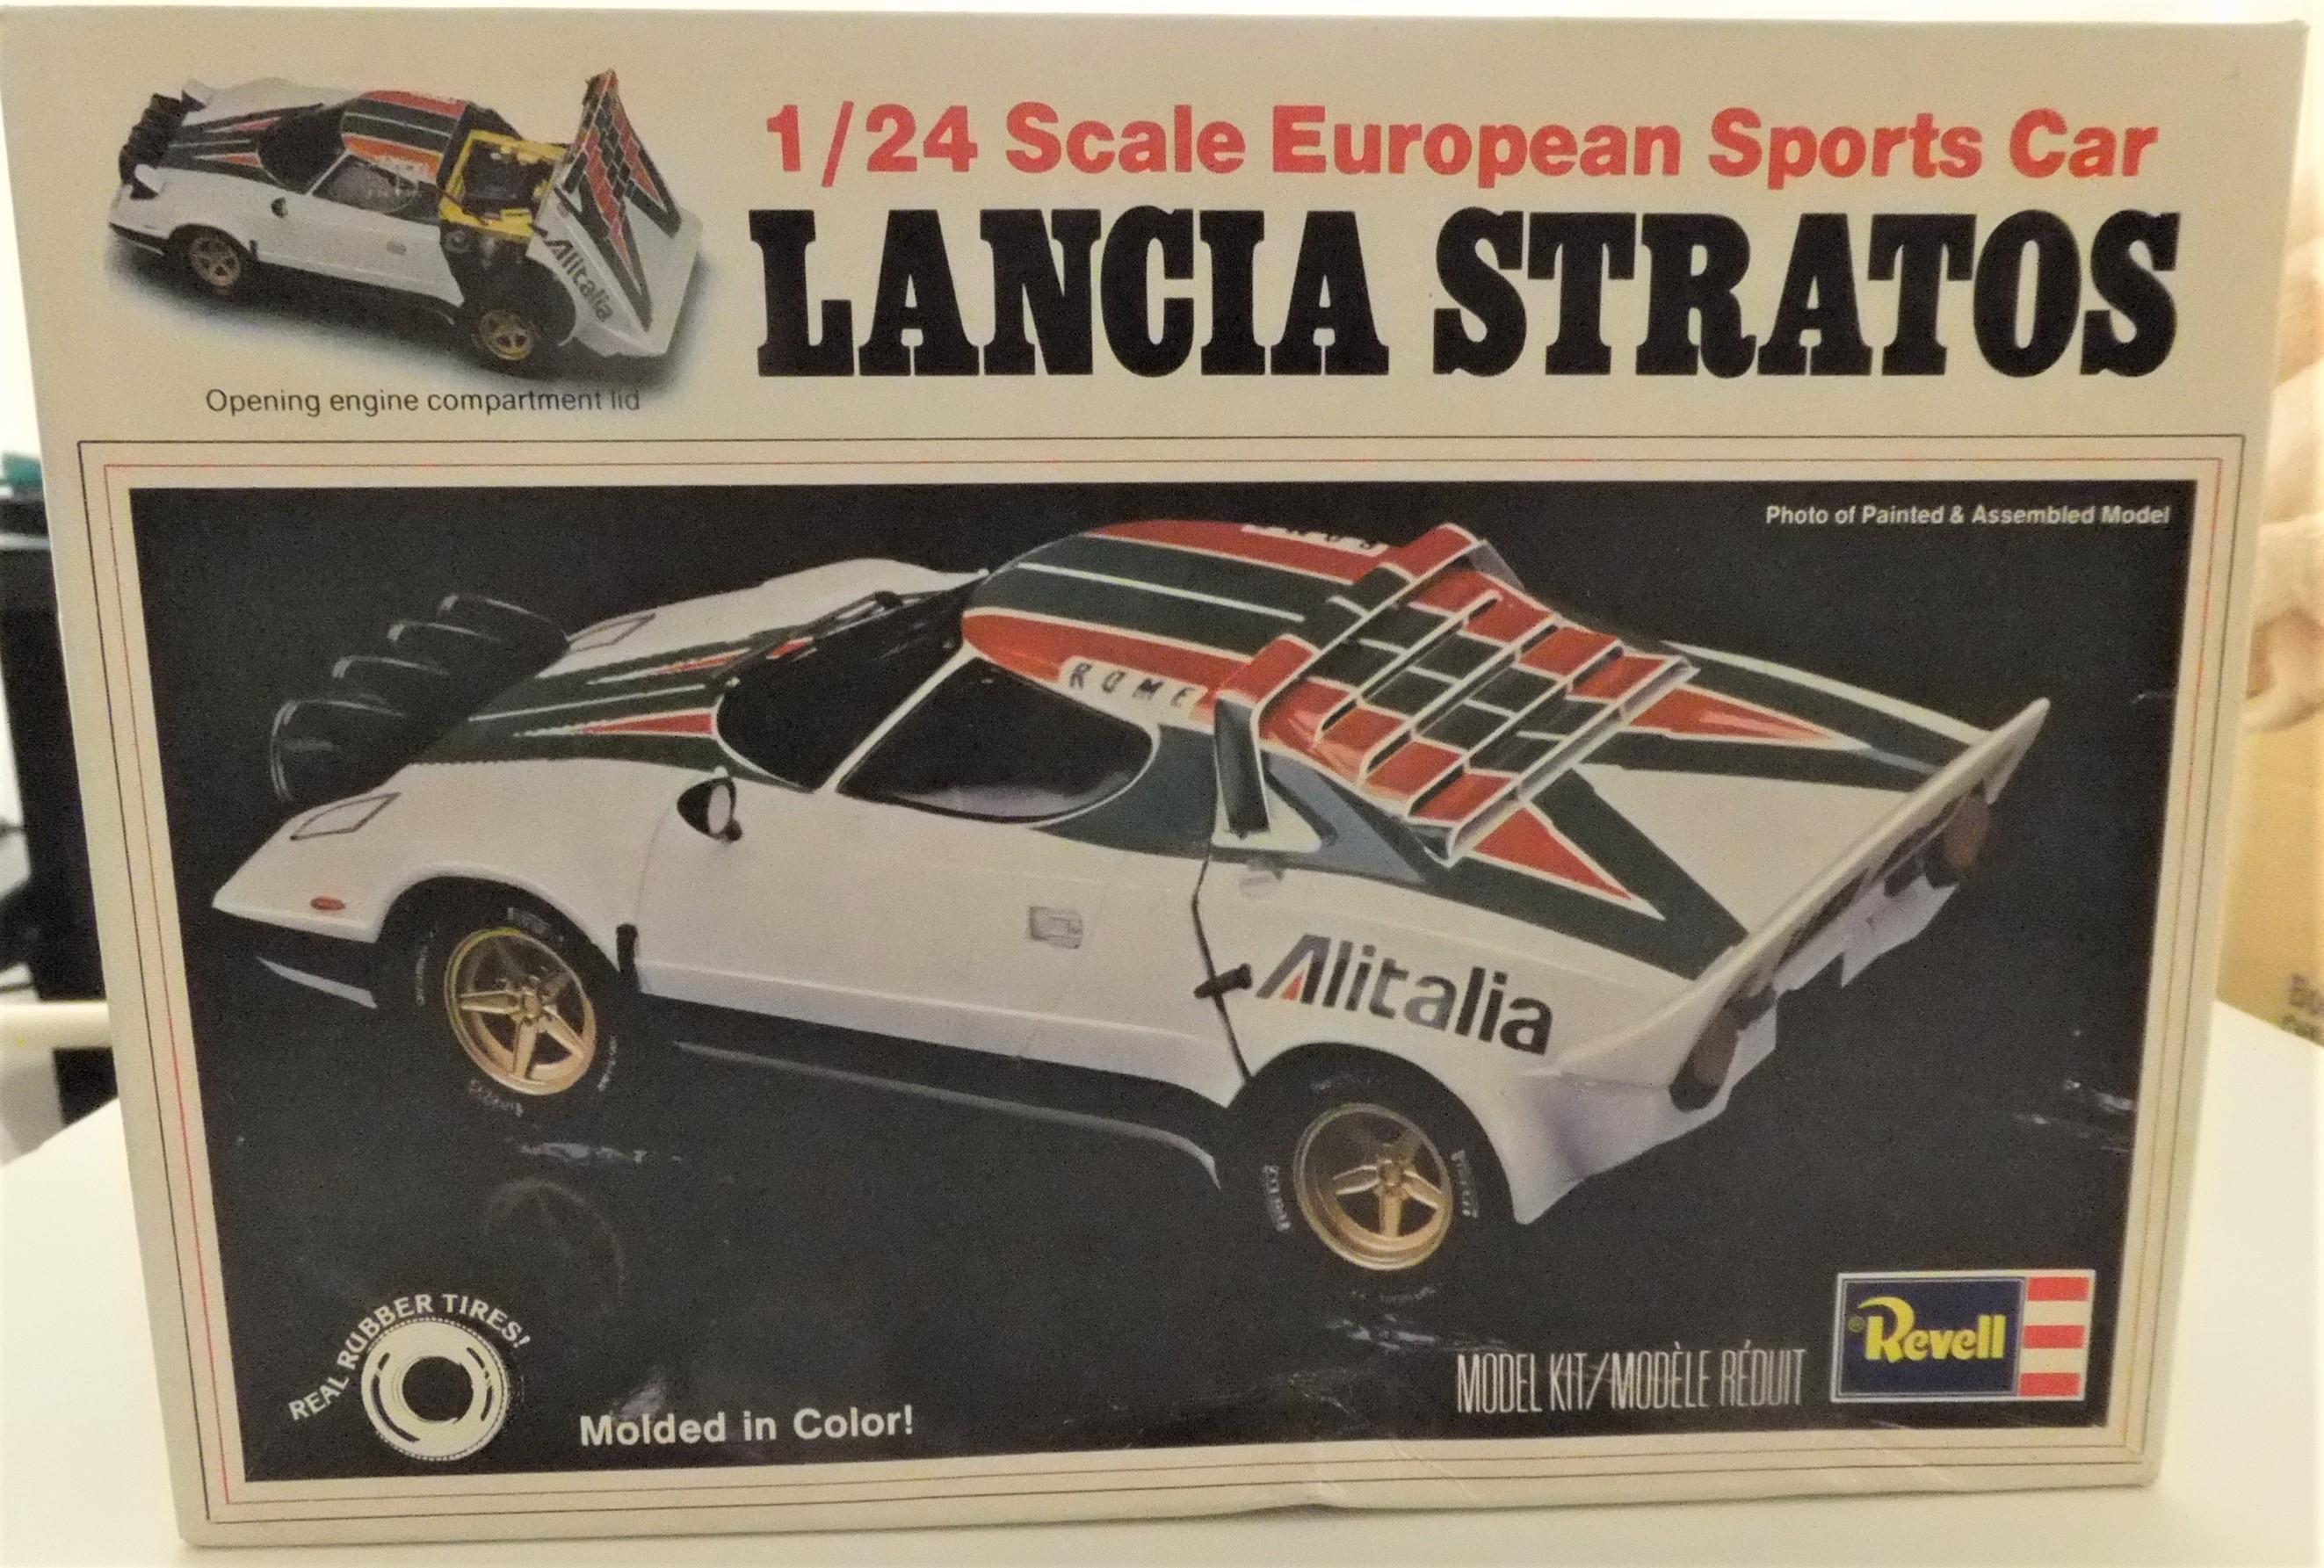 1/24 Scale European Sports Car
LANCIA STRATOS
Alitalia
Opening engine compartment lid
Photo of Painted & Assembled Model
ROME
Alitalia
REAL RUBBER TIRES!
Molded in Color!
MODEL KIT/MODÈLE RÉDUIT
®Revell